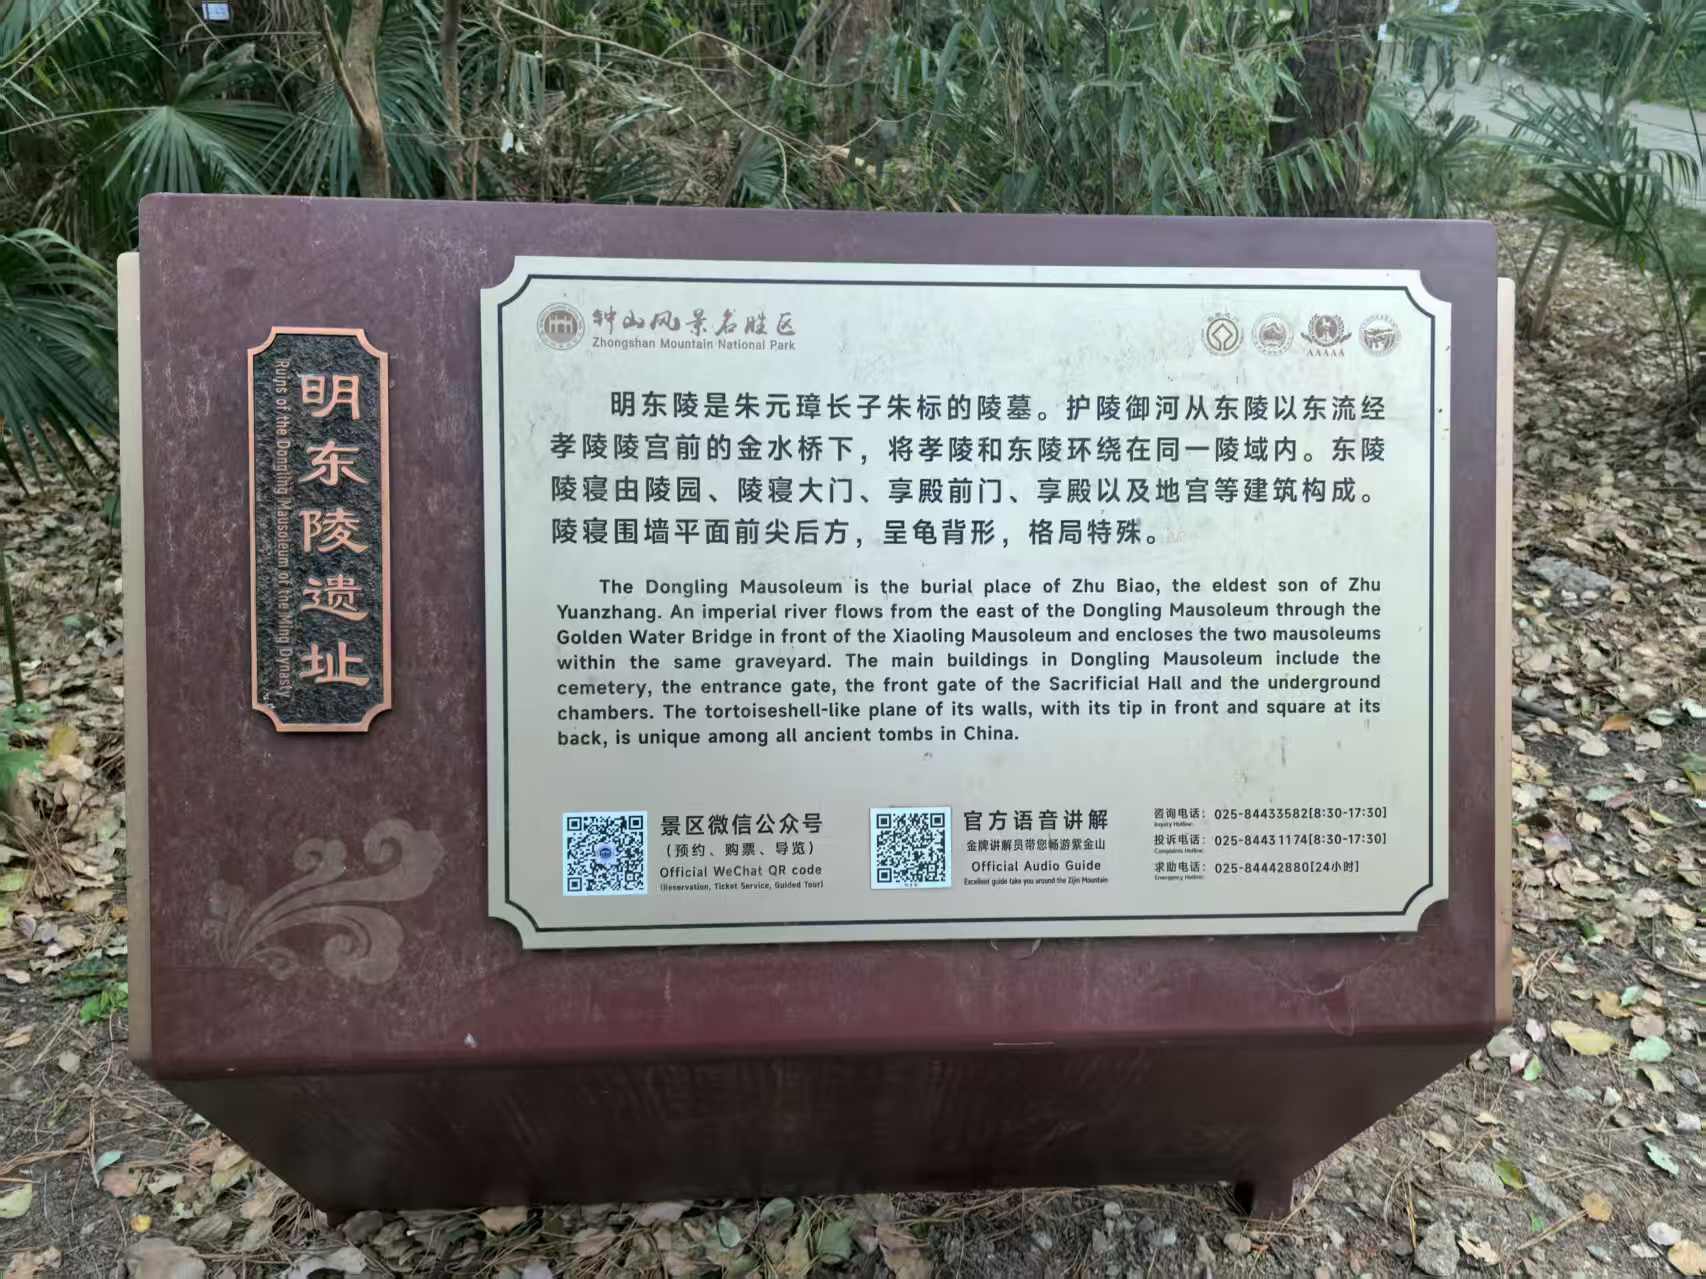 明东陵遗址
Ruins of the Dongling Mausoleum of the Ming Dynasty
钟山风景名胜区
Zhongshan Mountain National Park
AAAAA
明东陵是朱元璋长子朱标的陵墓。护陵御河从东陵以东流经
孝陵陵宫前的金水桥下，将孝陵和东陵环绕在同一陵域内。东陵
陵寝由陵园、陵寝大门、享殿前门、享殿以及地宫等建筑构成。
陵寝围墙平面前尖后方，呈龟背形，格局特殊。
The Dongling Mausoleum is the burial place of Zhu Biao, the eldest son of Zhu
Yuanzhang. An imperial river flows from the east of the Dongling Mausoleum through the
Golden Water Bridge in front of the Xiaoling Mausoleum and encloses the two mausoleums
within the same graveyard. The main buildings in Dongling Mausoleum include the
cemetery, the entrance gate, the front gate of the Sacrificial Hall and the underground
chambers. The tortoiseshell-like plane of its walls, with its tip in front and square at its
back, is unique among all ancient tombs in China.
景区微信公众号
（预约、购票、导览）
Official WeChat QR code
(Reservation, Ticket Service, Guided Tour)
官方语音讲解
金牌讲解员带您畅游紫金山
Official Audio Guide
Excellent guide take you around the Zijin Mountain
咨询电话：025-84433582[8:30-17:30]
Inquiry Hotline:
投诉电话：025-84431174[8:30-17:30]
Complaints Hotline:
求助电话：025-84442880[24小时]
Emergency Hotline: